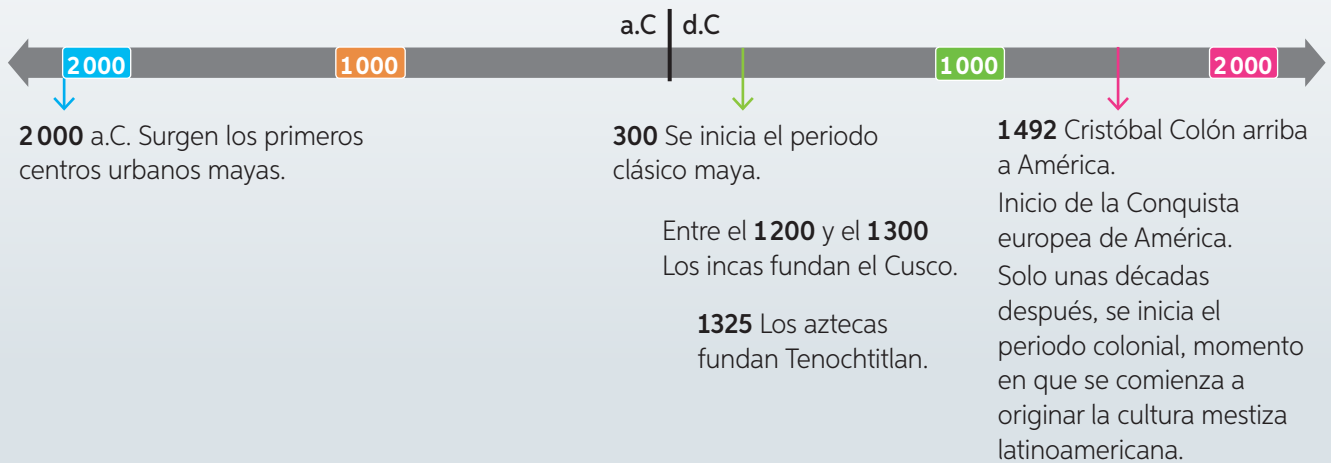 a.C d.C
2000 1000 1000 2000
2000 a.C. Surgen los primeros
centros urbanos mayas.
300 Se inicia el periodo
clásico maya.
Entre el 1200 y el 1300
Los incas fundan el Cusco.
1325 Los aztecas
fundan Tenochtitlan.
1492 Cristóbal Colón arriba
a América.
Inicio de la Conquista
europea de América.
Solo unas décadas
después, se inicia el
periodo colonial, momento
en que se comienza a
originar la cultura mestiza
latinoamericana.